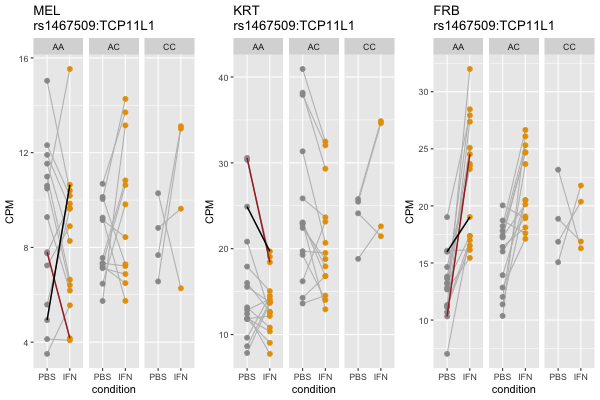 MEL
rs1467509:TCP11L1
AA AC CC
CPM
16
12
8
4
PBS IFN PBS IFN PBS IFN
condition
KRT
rs1467509:TCP11L1
AA AC CC
CPM
40
30
20
10
PBS IFN PBS IFN PBS IFN
condition
FRB
rs1467509:TCP11L1
AA AC CC
CPM
30
25
20
15
10
PBS IFN PBS IFN PBS IFN
condition